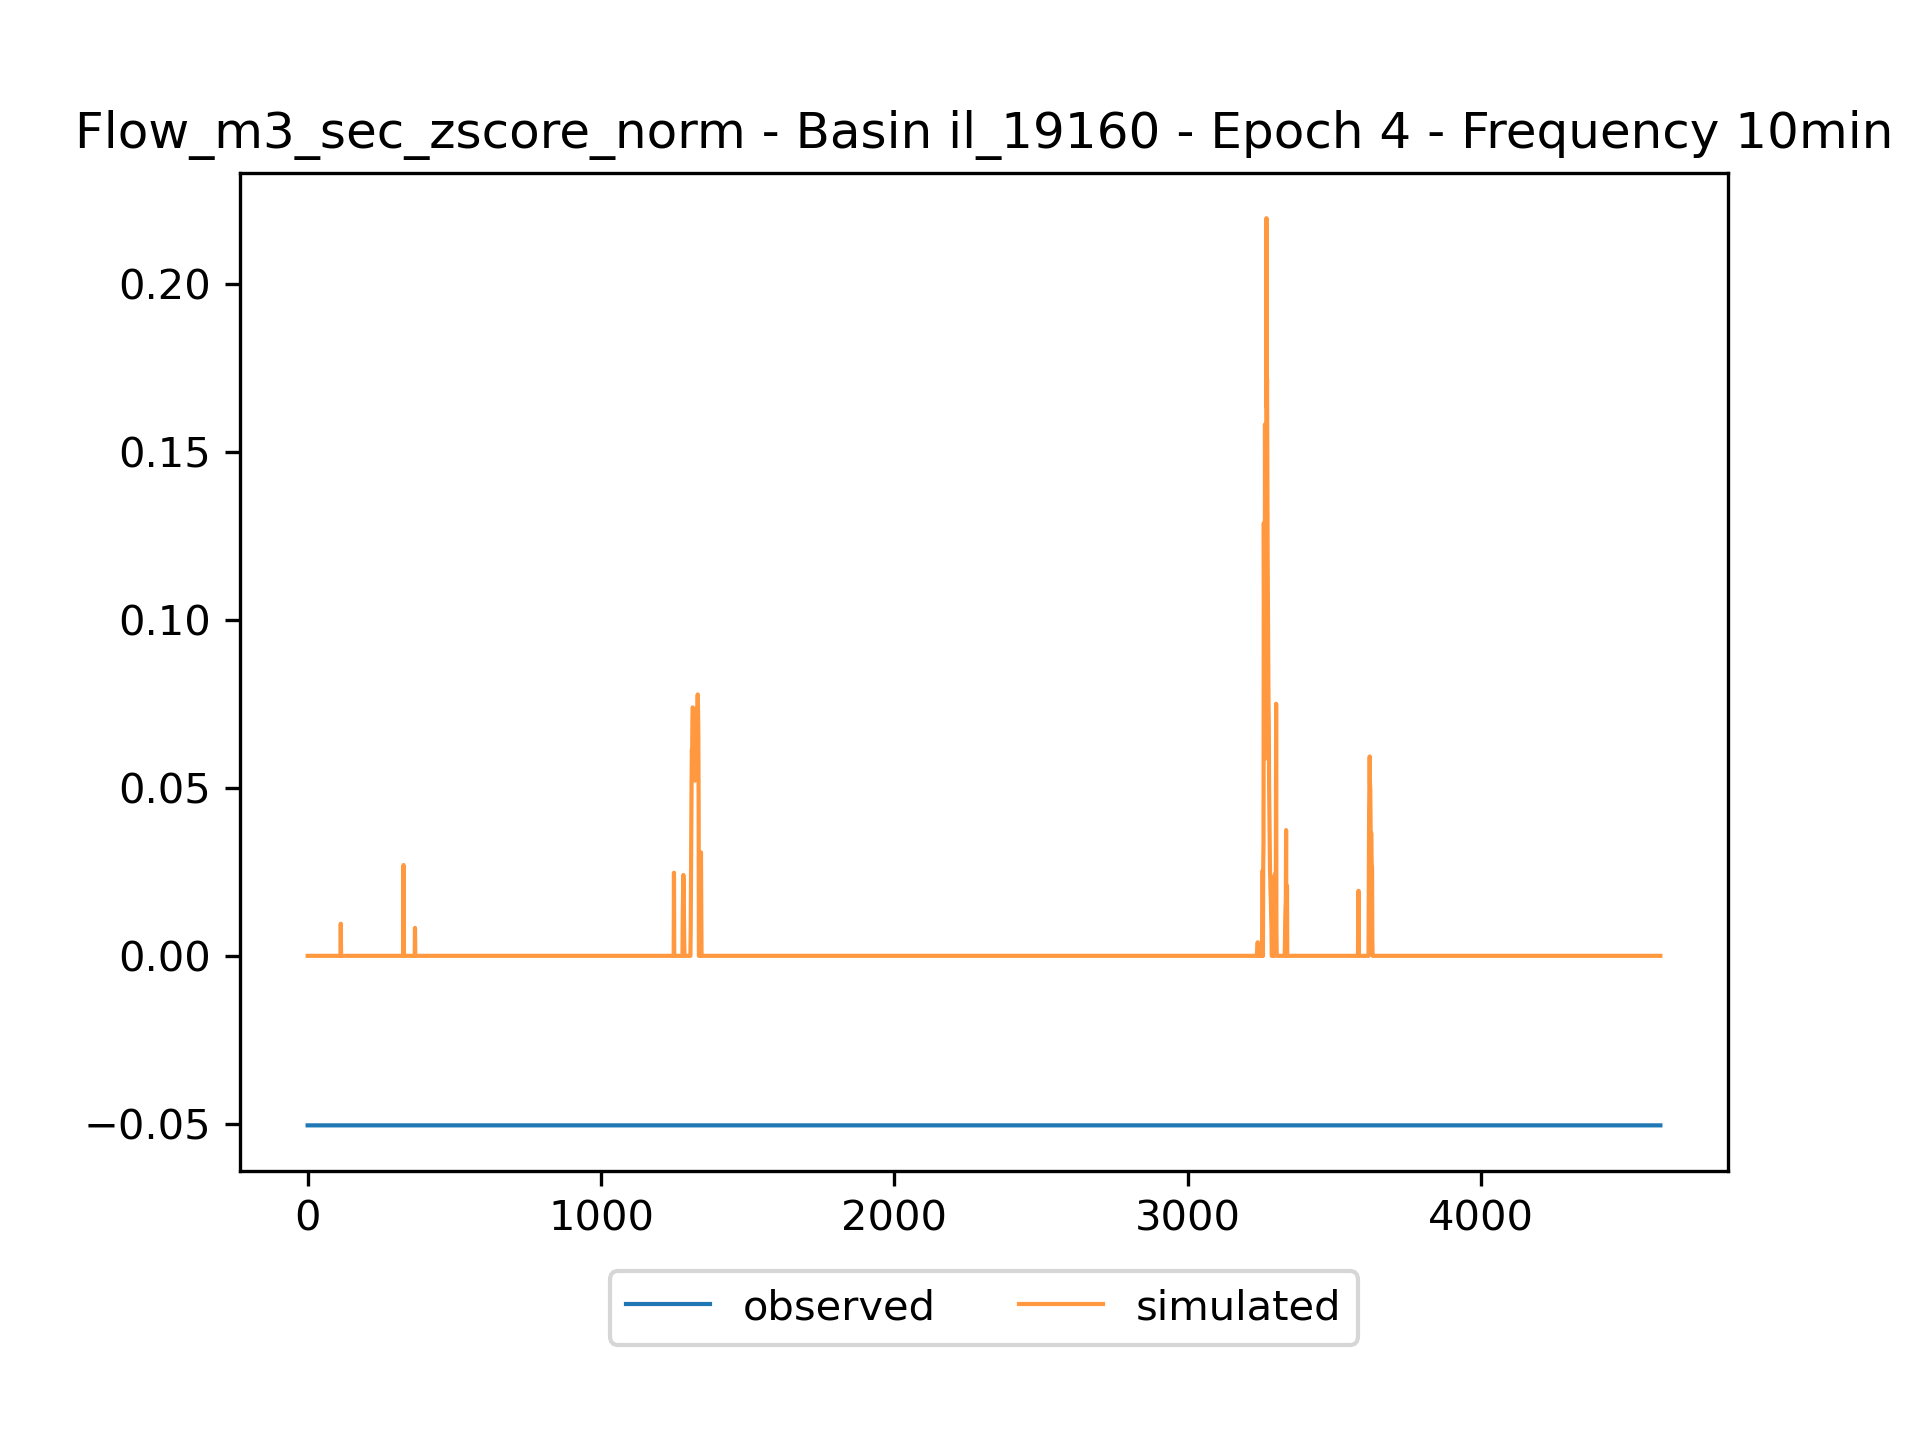 Flow_m3_sec_zscore_norm - Basin il_19160 - Epoch 4 - Frequency 10min
0.20
0.15
0.10
0.05
0.00
−0.05
0 1000 2000 3000 4000
observed simulated